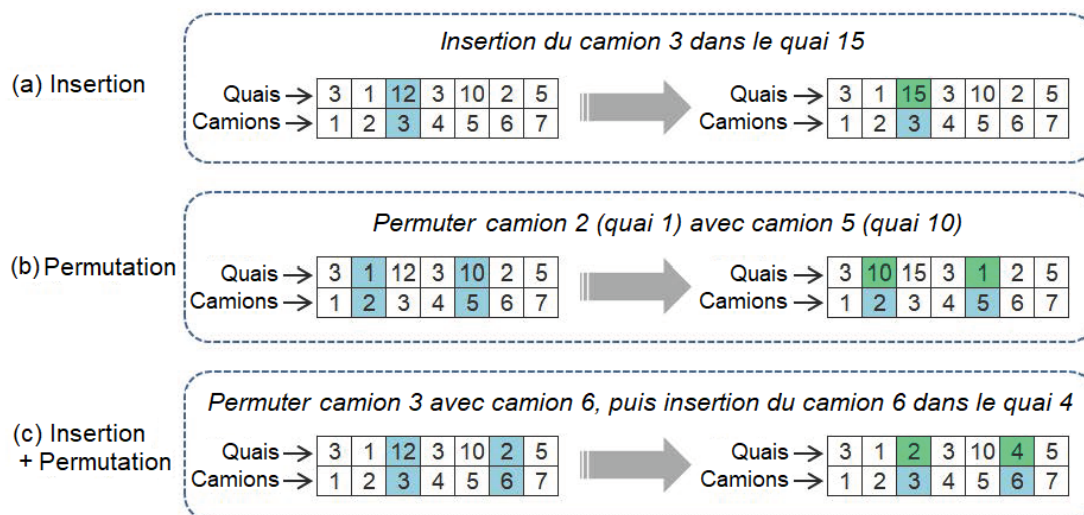 Insertion du camion 3 dans le quai 15
(a) Insertion
Quais → 3 1 12 3 10 2 5
Camions → 1 2 3 4 5 6 7
Quais → 3 1 15 3 10 2 5
Camions → 1 2 3 4 5 6 7
Permuter camion 2 (quai 1) avec camion 5 (quai 10)
(b) Permutation
Quais → 3 1 12 3 10 2 5
Camions → 1 2 3 4 5 6 7
Quais → 3 10 15 3 1 2 5
Camions → 1 2 3 4 5 6 7
Permuter camion 3 avec camion 6, puis insertion du camion 6 dans le quai 4
(c) Insertion
+ Permutation
Quais → 3 1 12 3 10 2 5
Camions → 1 2 3 4 5 6 7
Quais → 3 1 2 3 10 4 5
Camions → 1 2 3 4 5 6 7